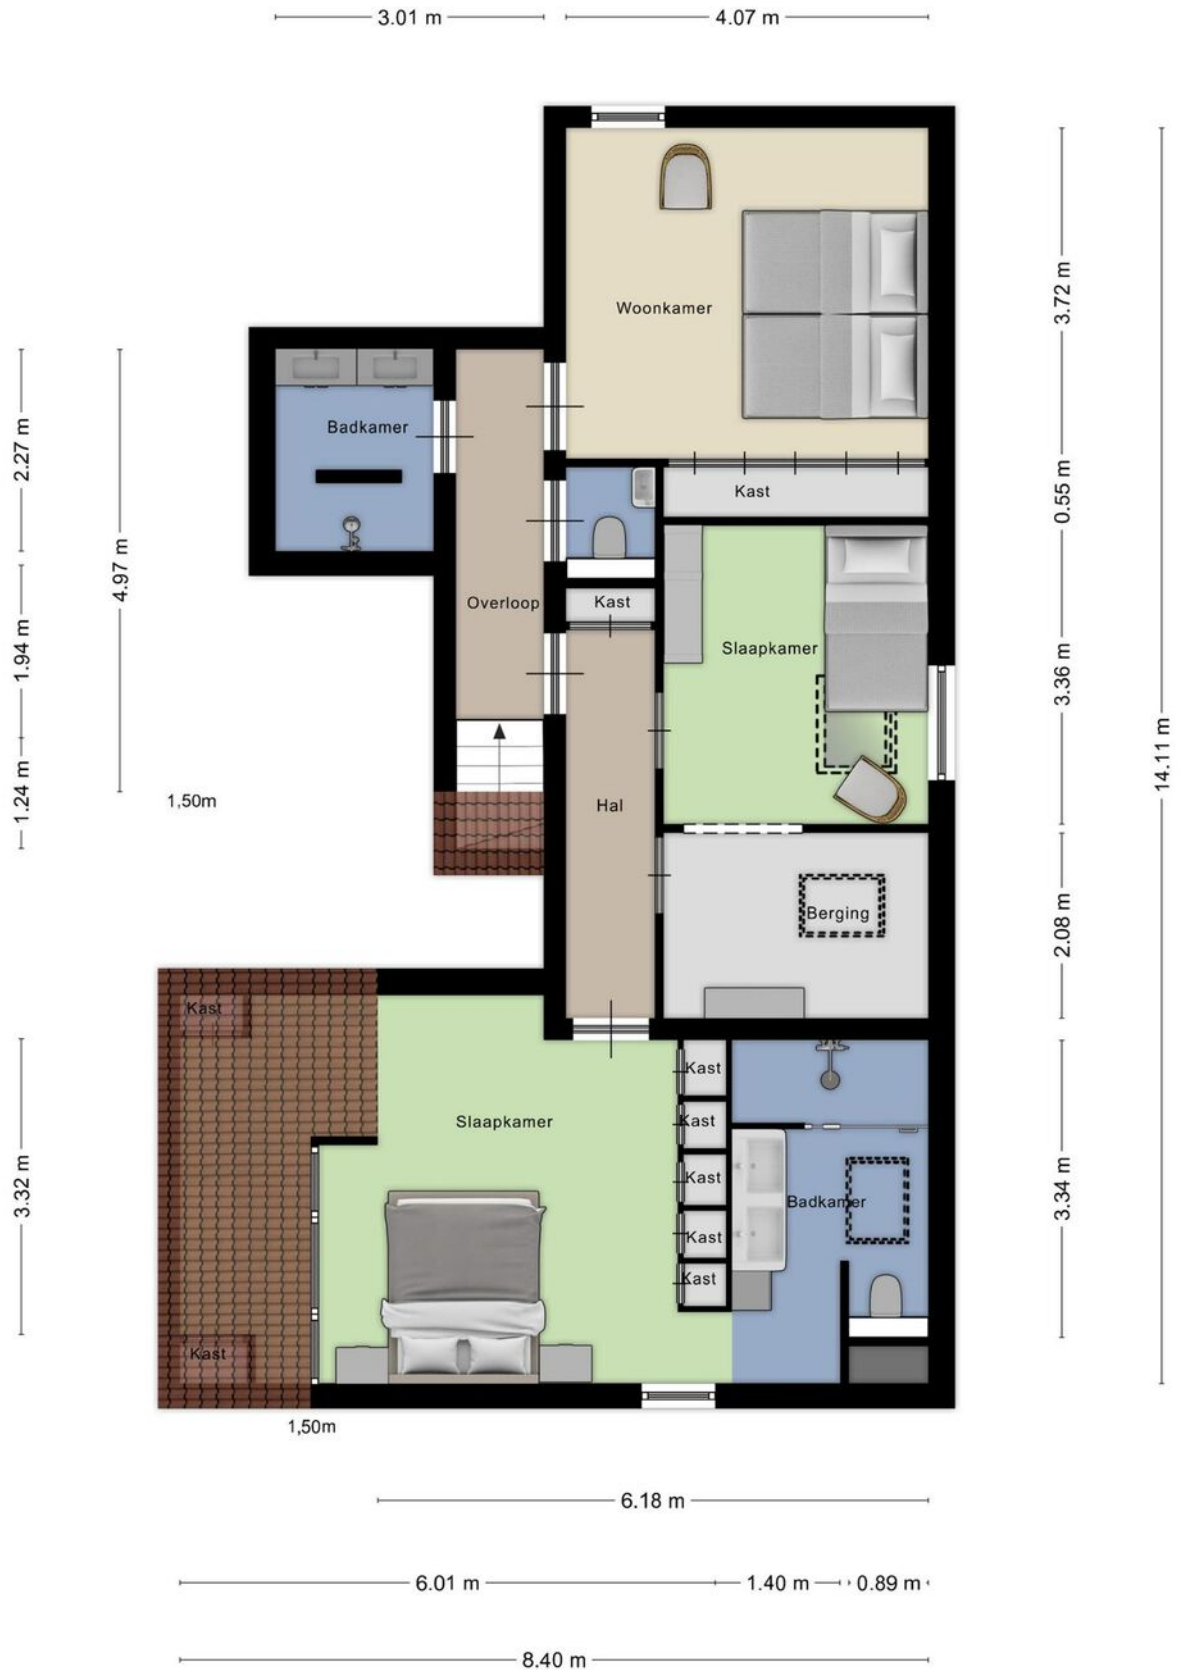 3.01 m
4.07 m
3.72 m
Woonkamer
2.27 m
Badkamer
Kast
0.55 m
4.97 m
Kast
Overloop
1.94 m
Slaapkamer
3.36 m
14.11 m
1.24 m
1,50m
Hal
Berging
2.08 m
Kast
Kast
Slaapkamer
Kast
Kast
3.32 m
Badkamer
3.34 m
Kast
Kast
Kast
1,50m
6.18 m
6.01 m
1.40 m
0.89 m
8.40 m